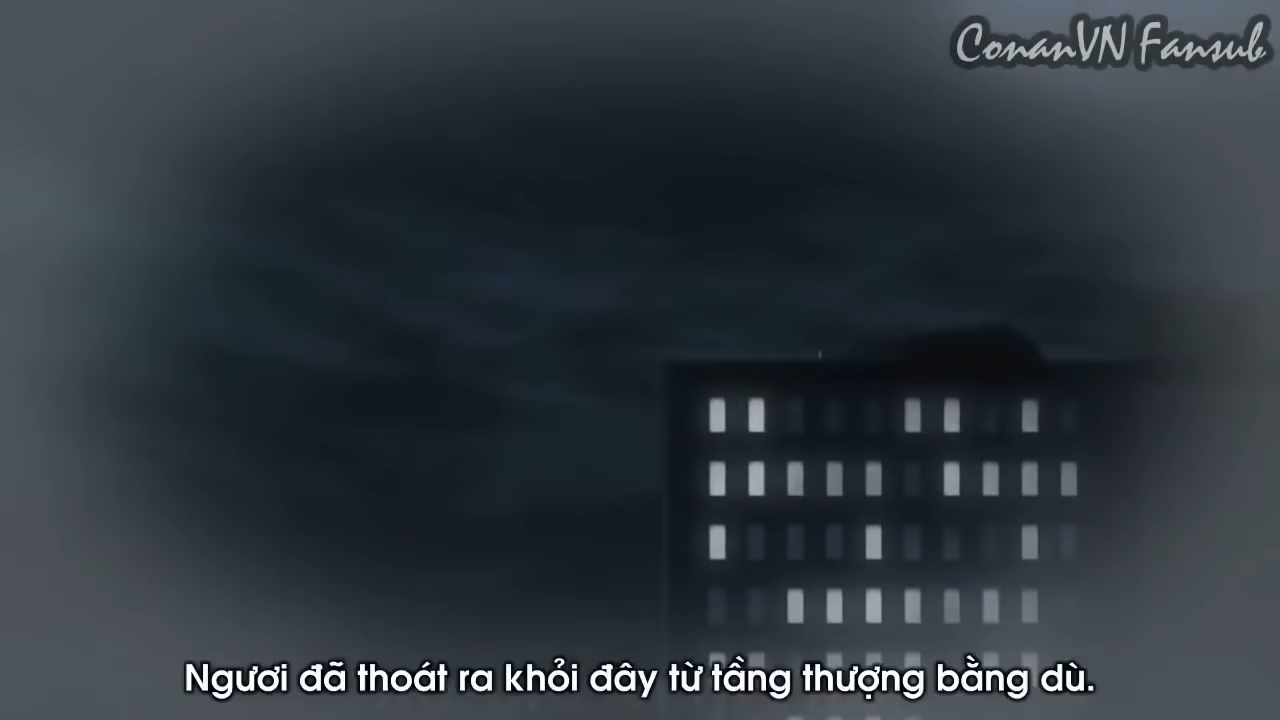 ConanVN Fansub
Ngươi đã thoát ra khỏi đây từ tầng thượng bằng dù.